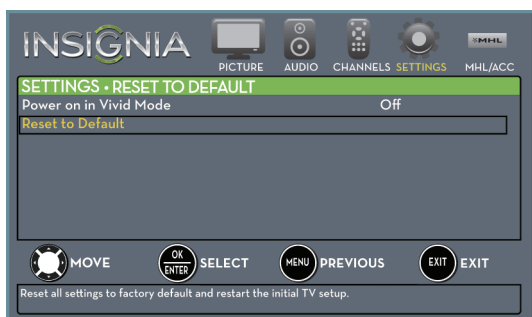 INSIGNIA
PICTURE AUDIO CHANNELS SETTINGS MHL MHL/ACC
SETTINGS • RESET TO DEFAULT
Power on in Vivid Mode Off
Reset to Default
MOVE OK ENTER SELECT MENU PREVIOUS EXIT EXIT
Reset all settings to factory default and restart the initial TV setup.